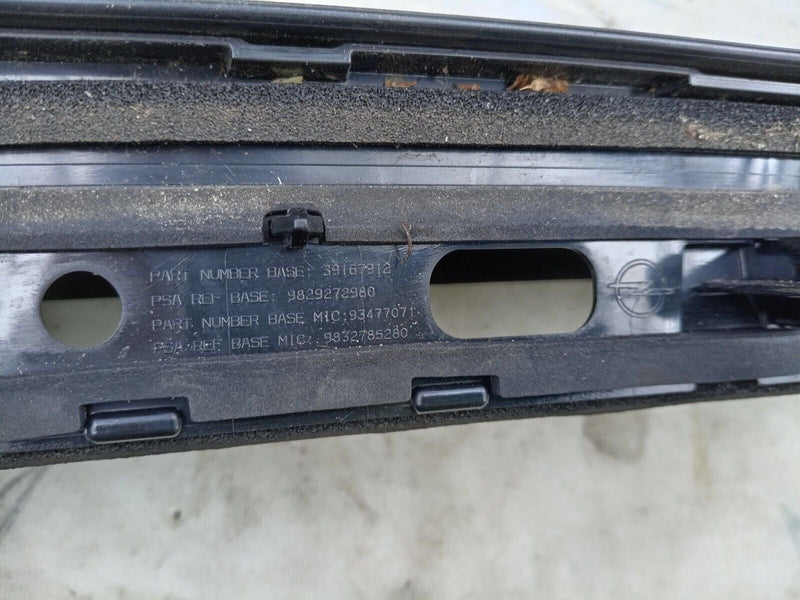 PART NUMBER BASE: 39167912
PSA REF BASE: 9829272980
PART NUMBER BASE MIC:93477071
PSA REF BASE MIC: 9832785280